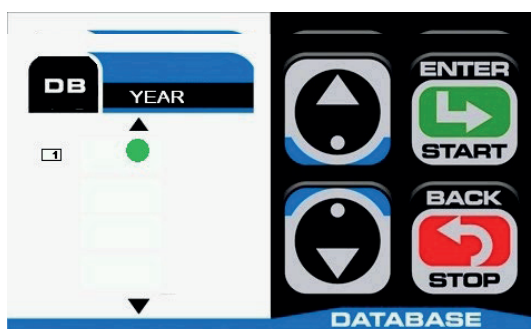 DB
YEAR
1
ENTER
START
BACK
STOP
DATABASE